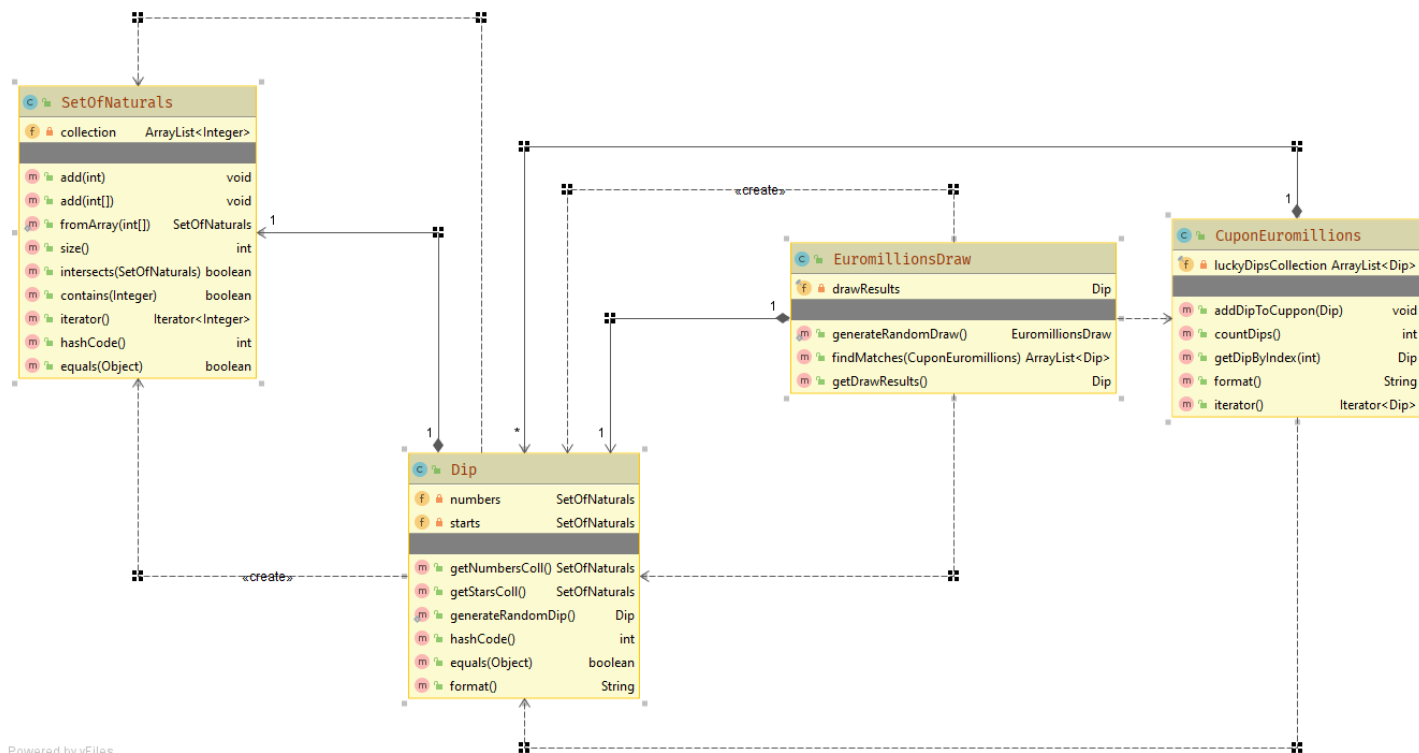 SetOfNaturals
collection ArrayList<Integer>
add(int) void
add(int[]) void
fromArray(int[]) SetOfNaturals
size() int
intersects(SetOfNaturals) boolean
contains(Integer) boolean
iterator() Iterator<Integer>
hashCode() int
equals(Object) boolean
1
1
«create»
«create»
EuromillionsDraw
drawResults Dip
generateRandomDraw() EuromillionsDraw
findMatches(CuponEuromillions) ArrayList<Dip>
getDrawResults() Dip
1
1
*
1
CuponEuromillions
luckyDipsCollection ArrayList<Dip>
addDipToCuppon(Dip) void
countDips() int
getDipByIndex(int) Dip
format() String
iterator() Iterator<Dip>
Dip
numbers SetOfNaturals
starts SetOfNaturals
getNumbersColl() SetOfNaturals
getStarsColl() SetOfNaturals
generateRandomDip() Dip
hashCode() int
equals(Object) boolean
format() String
Powered by yFiles